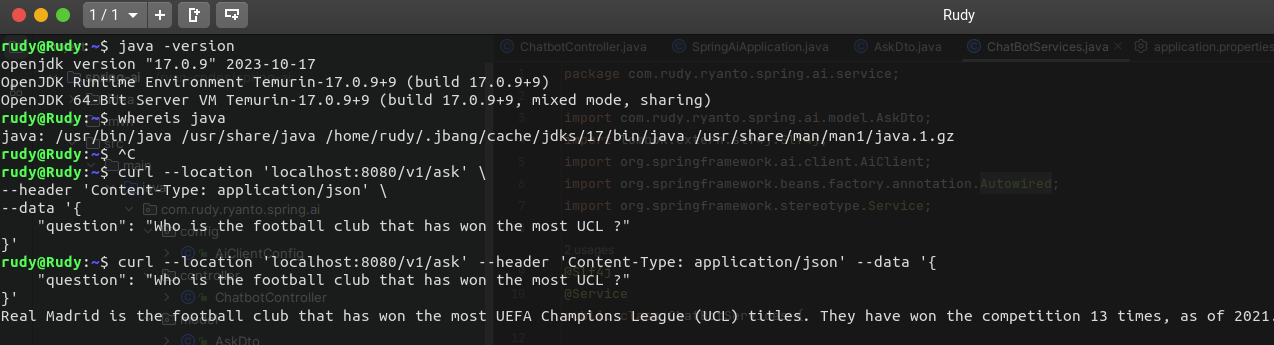 1 / 1
Rudy
rudy@Rudy:~$ java -version
openjdk version "17.0.9" 2023-10-17
OpenJDK Runtime Environment Temurin-17.0.9+9 (build 17.0.9+9)
OpenJDK 64-Bit Server VM Temurin-17.0.9+9 (build 17.0.9+9, mixed mode, sharing)
rudy@Rudy:~$ whereis java
java: /usr/bin/java /usr/share/java /home/rudy/.jbang/cache/jdks/17/bin/java /usr/share/man/man1/java.1.gz
rudy@Rudy:~$ ^C
rudy@Rudy:~$ curl --location 'localhost:8080/v1/ask' \
--header 'Content-Type: application/json' \
--data '{
    "question": "Who is the football club that has won the most UCL ?"
}'
rudy@Rudy:~$ curl --location 'localhost:8080/v1/ask' --header 'Content-Type: application/json' --data '{
    "question": "Who is the football club that has won the most UCL ?"
}'
Real Madrid is the football club that has won the most UEFA Champions League (UCL) titles. They have won the competition 13 times, as of 2021.
ChatbotController.java
SpringAiApplication.java
AskDto.java
ChatBotServices.java
application.properties
package com.rudy.ryanto.spring.ai.service;
import com.rudy.ryanto.spring.ai.model.AskDto;
import org.springframework.ai.client.AiClient;
import org.springframework.beans.factory.annotation.Autowired;
import org.springframework.stereotype.Service;
2 usages
@Slf4j
@Service
spring.ai
src
main
com.rudy.ryanto.spring.ai
config
AiClientConfig
controller
ChatbotController
model
AskDto